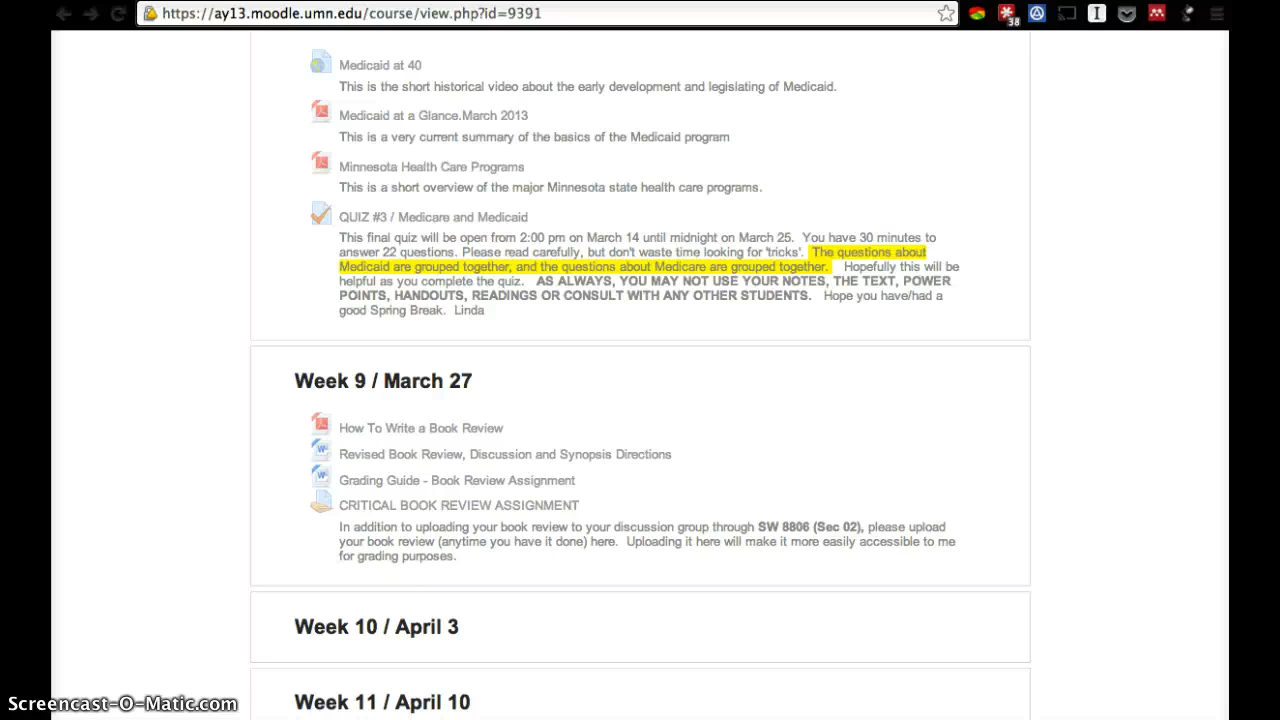 https://ay13.moodle.umn.edu/course/view.php?id=9391
38
Medicaid at 40
This is the short historical video about the early development and legislating of Medicaid.
Medicaid at a Glance.March 2013
This is a very current summary of the basics of the Medicaid program
Minnesota Health Care Programs
This is a short overview of the major Minnesota state health care programs.
QUIZ #3 / Medicare and Medicaid
This final quiz will be open from 2:00 pm on March 14 until midnight on March 25. You have 30 minutes to
answer 22 questions. Please read carefully, but don't waste time looking for 'tricks'. The questions about
Medicaid are grouped together, and the questions about Medicare are grouped together. Hopefully this will be
helpful as you complete the quiz. AS ALWAYS, YOU MAY NOT USE YOUR NOTES, THE TEXT, POWER
POINTS, HANDOUTS, READINGS OR CONSULT WITH ANY OTHER STUDENTS. Hope you have/had a
good Spring Break. Linda
Week 9 / March 27
How To Write a Book Review
Revised Book Review, Discussion and Synopsis Directions
Grading Guide - Book Review Assignment
CRITICAL BOOK REVIEW ASSIGNMENT
In addition to uploading your book review to your discussion group through SW 8806 (Sec 02), please upload
your book review (anytime you have it done) here. Uploading it here will make it more easily accessible to me
for grading purposes.
Week 10 / April 3
Week 11 / April 10
Screencast-O-Matic.com